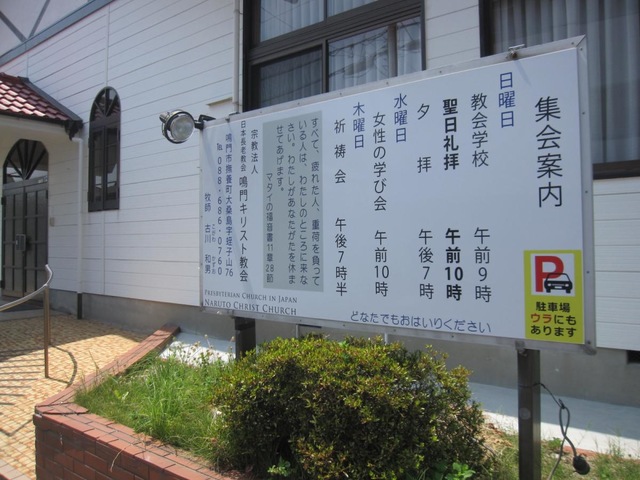 集会案内
日曜日
教会学校 午前9時
聖日礼拝 午前10時
夕拝 午後7時
水曜日
女性の学び会 午前10時
木曜日
祈祷会 午後7時半
すべて、疲れた人、重荷を負って
いる人は、わたしのところに来な
さい。わたしがあなたがたを休ま
せてあげます。
マタイの福音書11章28節
宗教法人
日本長老教会 鳴門キリスト教会
鳴門市撫養町大桑島字蛭子山76
℡088-686-0760
牧師 古川 和男
PRESBYTERIAN CHURCH IN JAPAN
NARUTO CHRIST CHURCH
どなたでもおはいりください
P
駐車場
ウラにも
あります